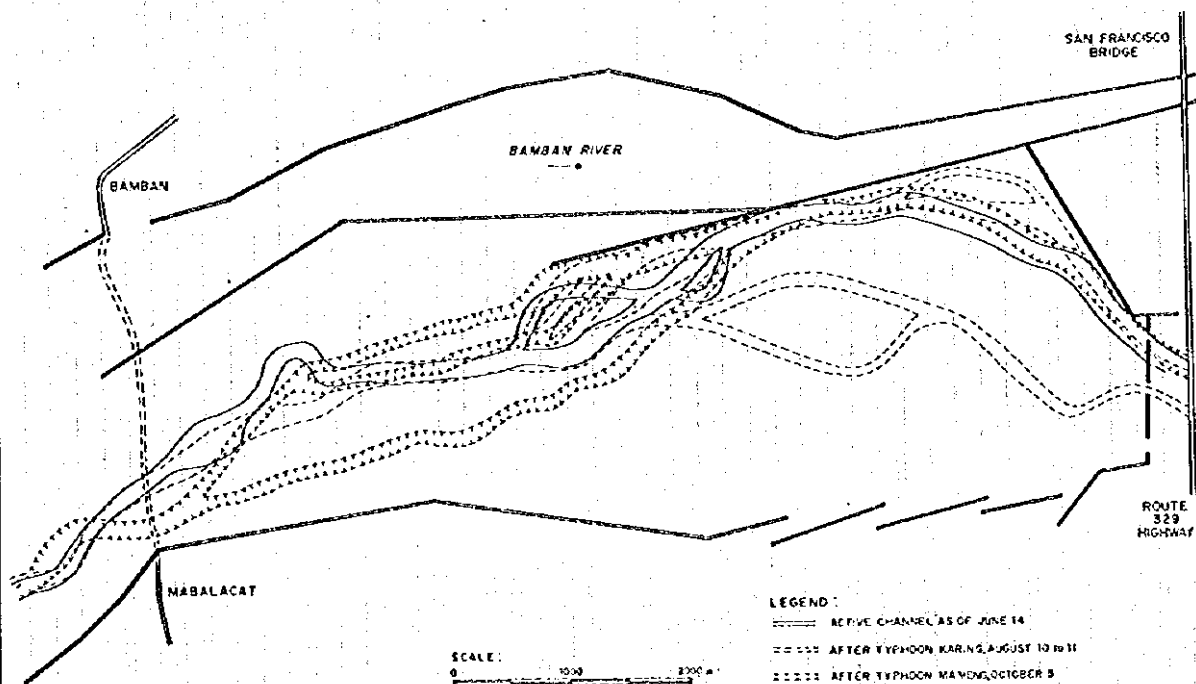 SAN FRANCISCO
BRIDGE
BAMBAN RIVER
BAMBAN
ROUTE
329
HIGHWAY
MABALACAT
LEGEND:
ACTIVE CHANNEL AS OF JUNE 14
AFTER TYPHOON KARING, AUGUST 10 to 11
AFTER TYPHOON MAMENG, OCTOBER 5
SCALE:
0 1000 2000 m